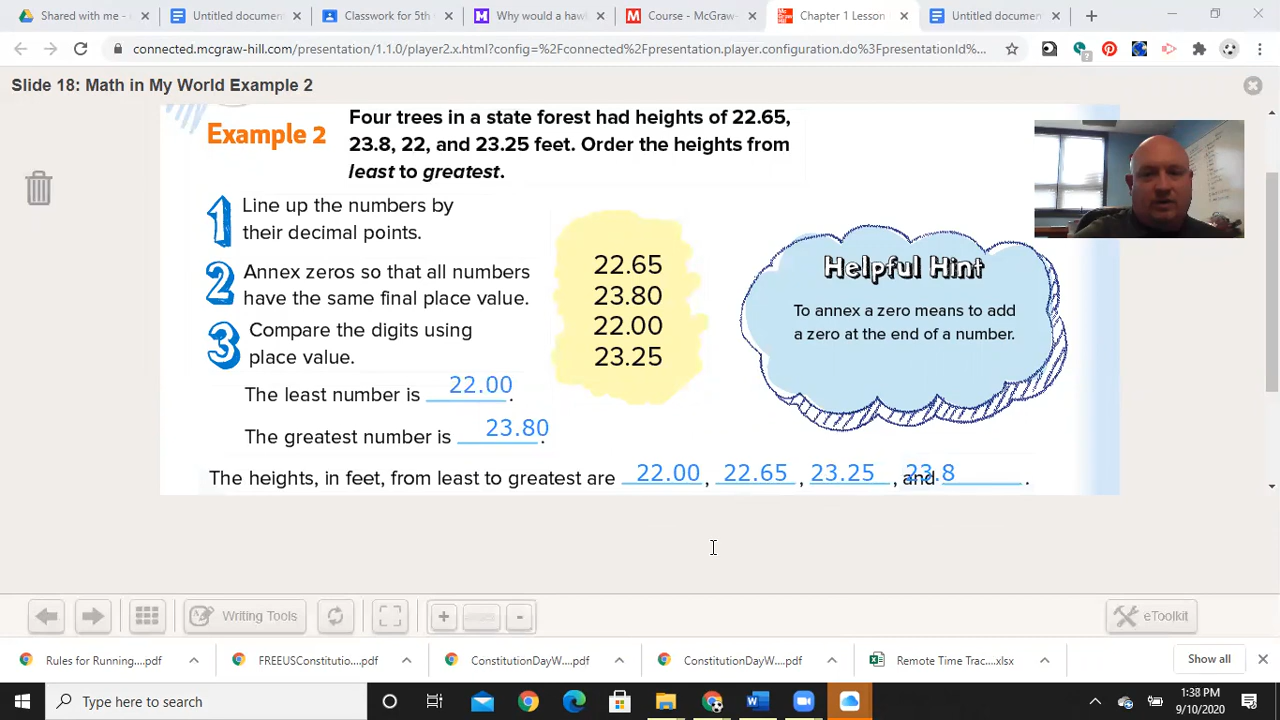 Shared with me -
Untitled documen
Classwork for 5th
Why would a haw
Course - McGraw-
Chapter 1 Lesson
Untitled documen
connected.mcgraw-hill.com/presentation/1.1.0/player2.x.html?config=%2Fconnected%2Fpresentation.player.configuration.do%3FpresentationId%...
Slide 18: Math in My World Example 2
Example 2
Four trees in a state forest had heights of 22.65,
23.8, 22, and 23.25 feet. Order the heights from
least to greatest.
1 Line up the numbers by
their decimal points.
2 Annex zeros so that all numbers
have the same final place value.
3 Compare the digits using
place value.
22.65
23.80
22.00
23.25
Helpful Hint
To annex a zero means to add
a zero at the end of a number.
The least number is 22.00.
The greatest number is 23.80.
The heights, in feet, from least to greatest are 22.00, 22.65, 23.25, and 23.8.
Writing Tools
+
-
eToolkit
Rules for Running....pdf
FREEUSConstitutio....pdf
ConstitutionDayW....pdf
ConstitutionDayW....pdf
Remote Time Trac....xlsx
Show all
Type here to search
1:38 PM
9/10/2020